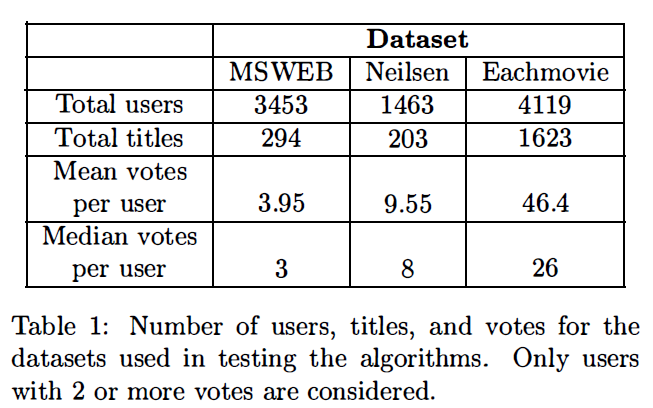 Dataset
MSWEB Neilsen Eachmovie
Total users 3453 1463 4119
Total titles 294 203 1623
Mean votes
per user 3.95 9.55 46.4
Median votes
per user 3 8 26
Table 1: Number of users, titles, and votes for the
datasets used in testing the algorithms. Only users
with 2 or more votes are considered.